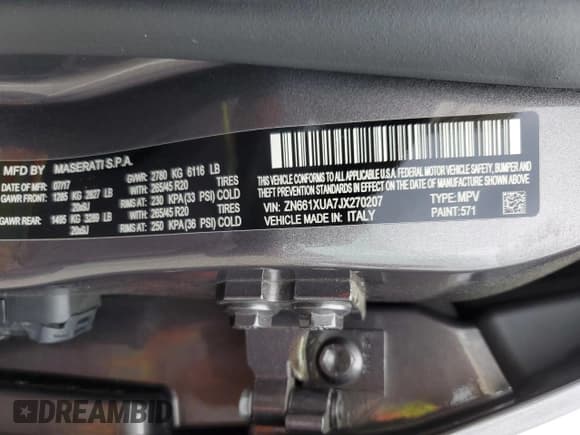 MFD BY MASERATI S.P.A.
DATE 07/17 GVWR: 2780 KG 6116 LB
GAWR FRONT: 1285 KG 2827 LB WITH: 265/45 R20 TIRES
20x9J RIMS AT: 230 KPA(33 PSI) COLD
GAWR REAR: 1495 KG 3289 LB WITH: 265/45 R20 TIRES
20x9J RIMS AT: 250 KPA(36 PSI) COLD
THIS VEHICLE CONFORMS TO ALL
FEDERAL MOTOR VEHICLE SAFETY, BUMPER AND
THEFT PREVENTION STANDARDS IN EFFECT ON THE
DATE OF MANUFACTURE SHOWN ABOVE
VIN: ZN661XUA7JX270207 TYPE: MPV
VEHICLE MADE IN: ITALY PAINT: 571
DREAMBID